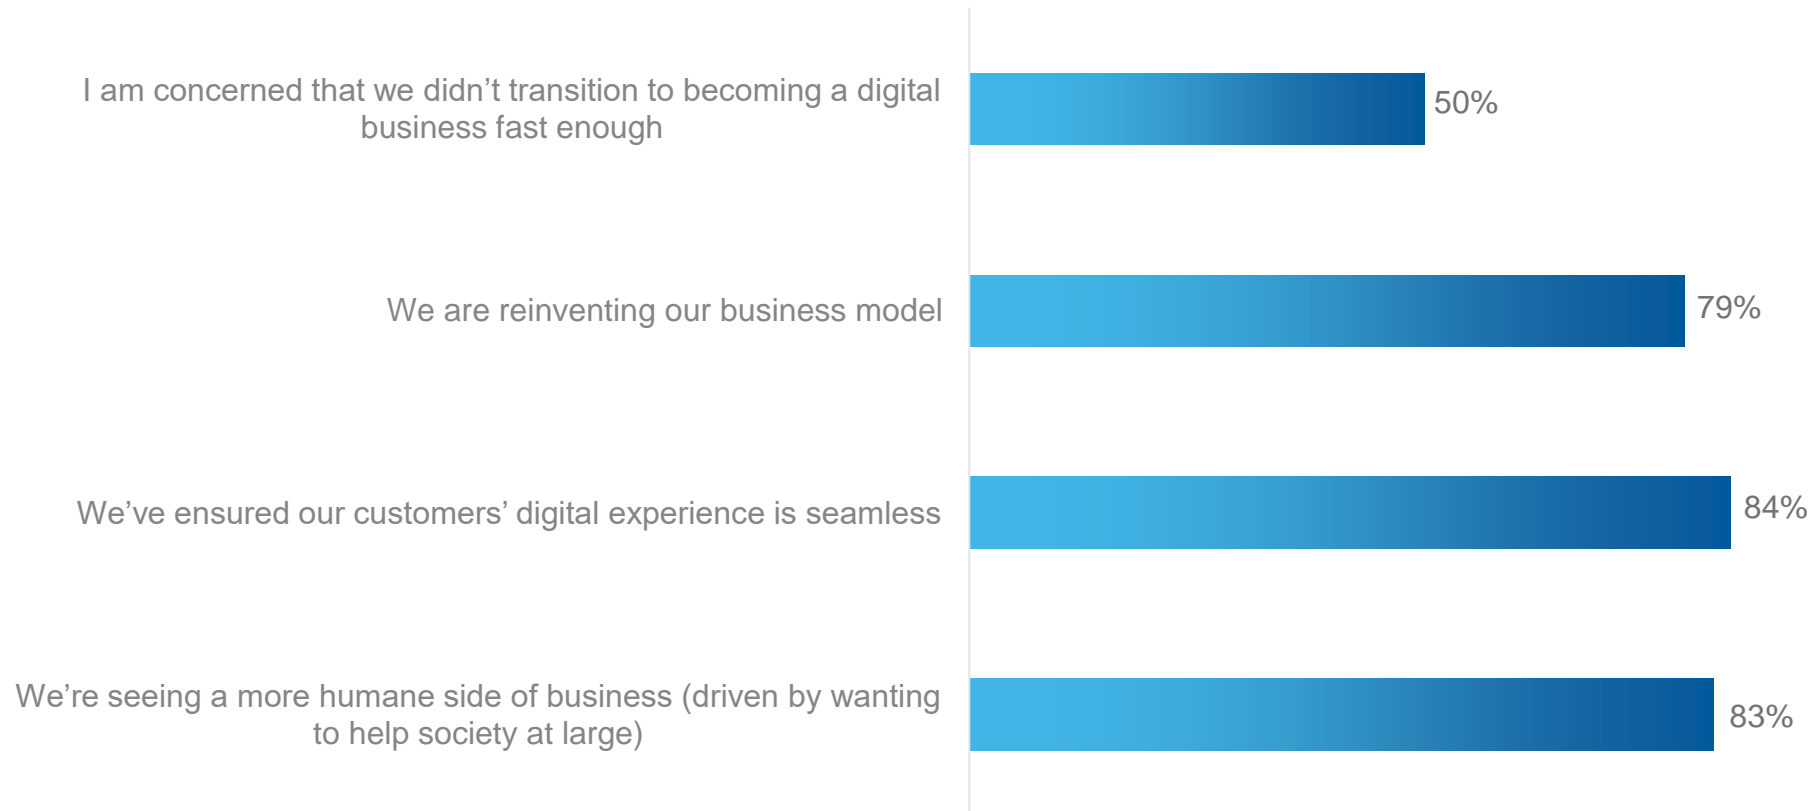 I am concerned that we didn’t transition to becoming a digital
business fast enough
50%
We are reinventing our business model
79%
We’ve ensured our customers’ digital experience is seamless
84%
We’re seeing a more humane side of business (driven by wanting
to help society at large)
83%